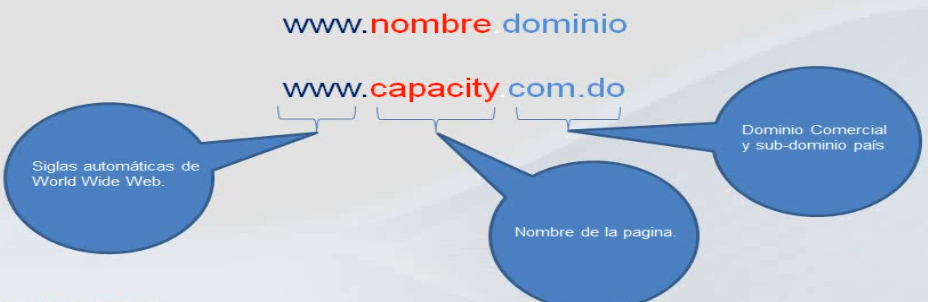 www.nombre.dominio
www.capacity.com.do
Siglas automáticas de
World Wide Web.
Nombre de la pagina.
Dominio Comercial
y sub-dominio país